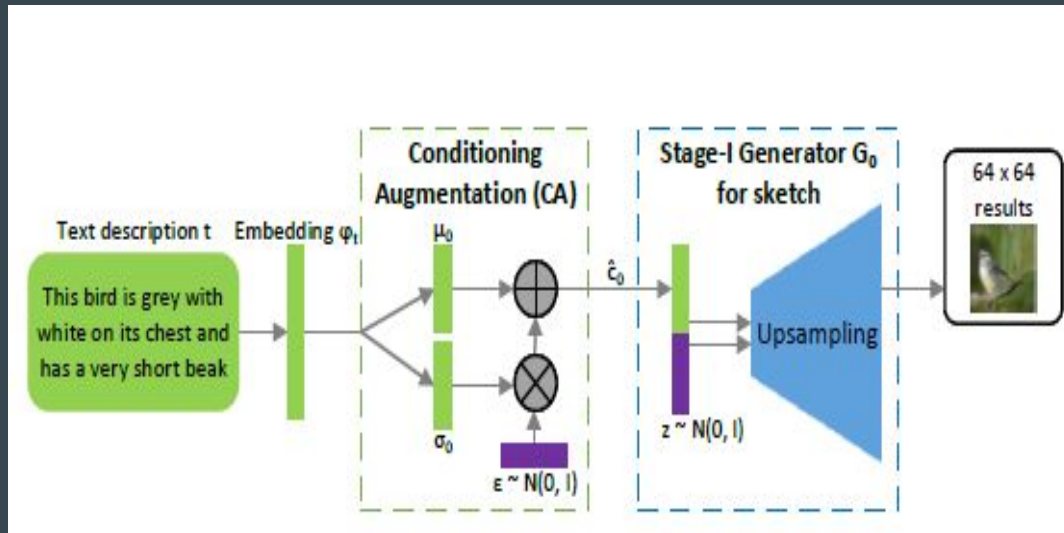 Text description t
This bird is grey with
white on its chest and
has a very short beak
Embedding φₜ
Conditioning
Augmentation (CA)
μ₀
σ₀
ε ~ N(0, I)
ĉ₀
Stage-I Generator G₀
for sketch
z ~ N(0, I)
Upsampling
64 x 64
results